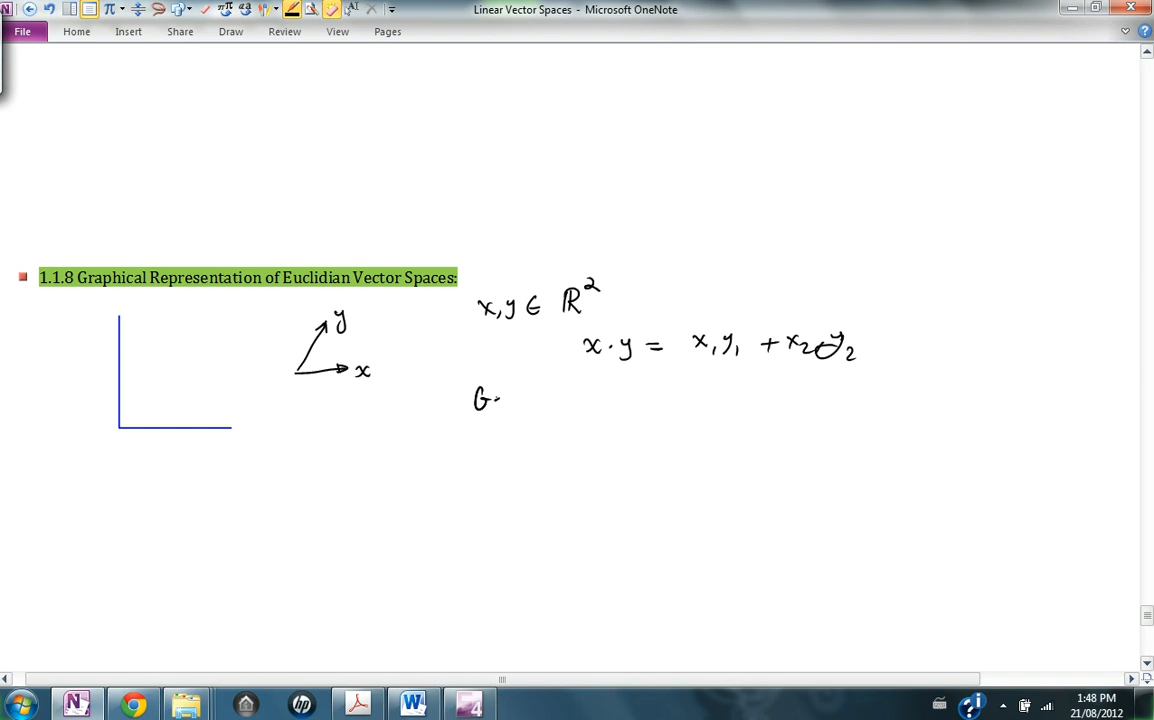 Linear Vector Spaces - Microsoft OneNote
File Home Insert Share Draw Review View Pages
1.1.8 Graphical Representation of Euclidian Vector Spaces:
x, y ∈ ℝ²
y
x
x · y = x₁y₁ + x₂y₂
G
1:48 PM
21/08/2012